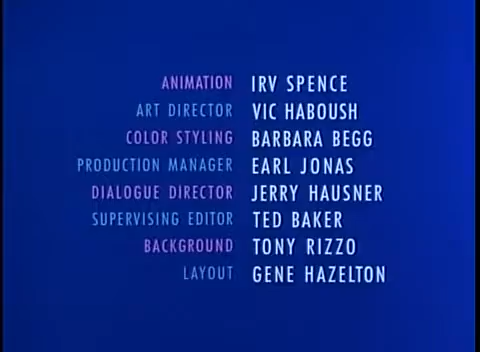 ANIMATION IRV SPENCE
ART DIRECTOR VIC HABOUSH
COLOR STYLING BARBARA BEGG
PRODUCTION MANAGER EARL JONAS
DIALOGUE DIRECTOR JERRY HAUSNER
SUPERVISING EDITOR TED BAKER
BACKGROUND TONY RIZZO
LAYOUT GENE HAZELTON